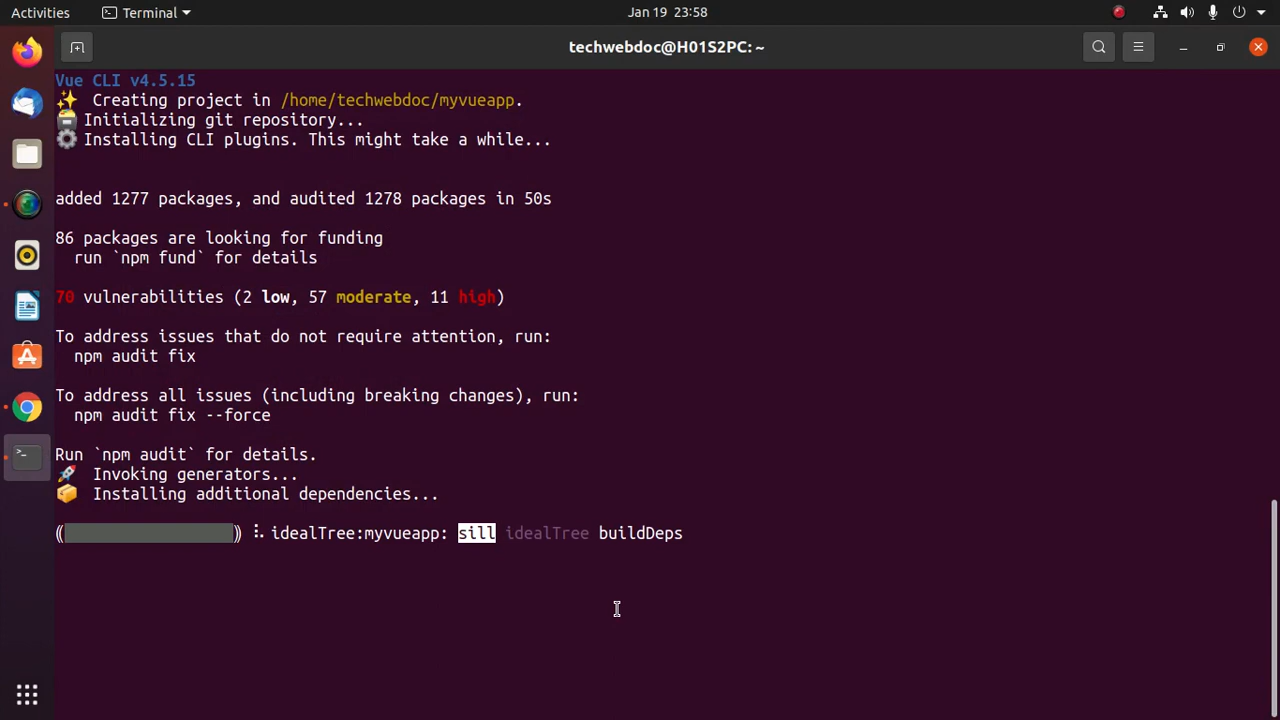 Activities
Terminal
Jan 19 23:58
techwebdoc@H01S2PC: ~
Vue CLI v4.5.15
Creating project in /home/techwebdoc/myvueapp.
Initializing git repository...
Installing CLI plugins. This might take a while...
added 1277 packages, and audited 1278 packages in 50s
86 packages are looking for funding
run `npm fund` for details
70 vulnerabilities (2 low, 57 moderate, 11 high)
To address issues that do not require attention, run:
npm audit fix
To address all issues (including breaking changes), run:
npm audit fix --force
Run `npm audit` for details.
Invoking generators...
Installing additional dependencies...
idealTree:myvueapp: sill idealTree buildDeps